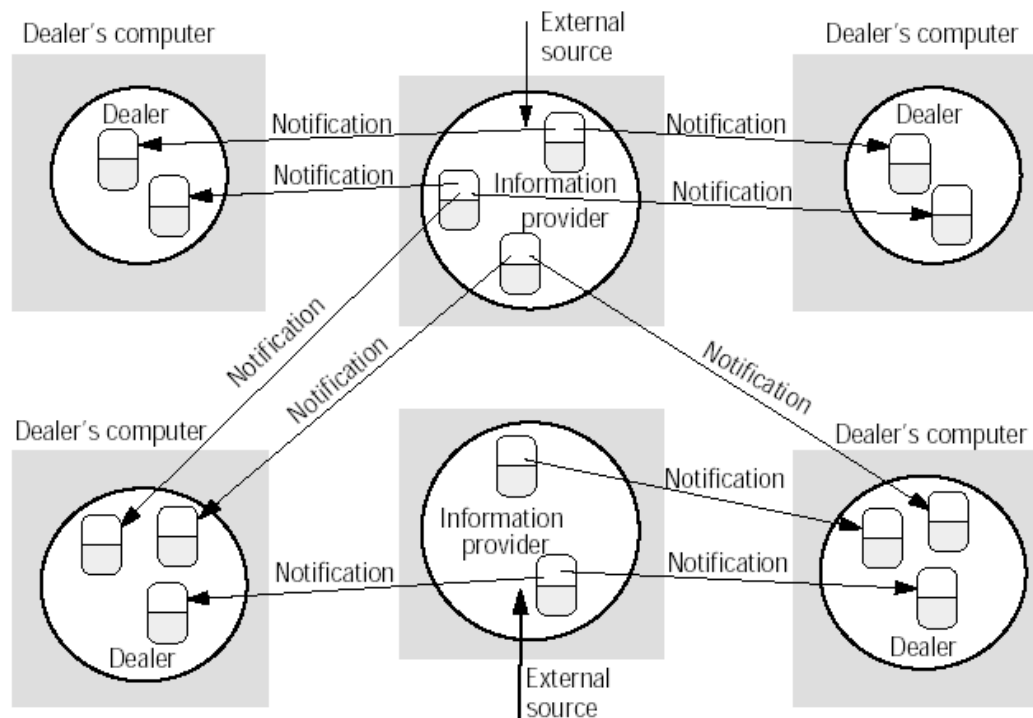 Dealer's computer
External
source
Dealer's computer
Dealer
Notification
Notification
Dealer
Notification
Information
provider
Notification
Notification
Notification
Notification
Dealer's computer
Dealer's computer
Notification
Information
provider
Notification
Notification
Dealer
Dealer
External
source